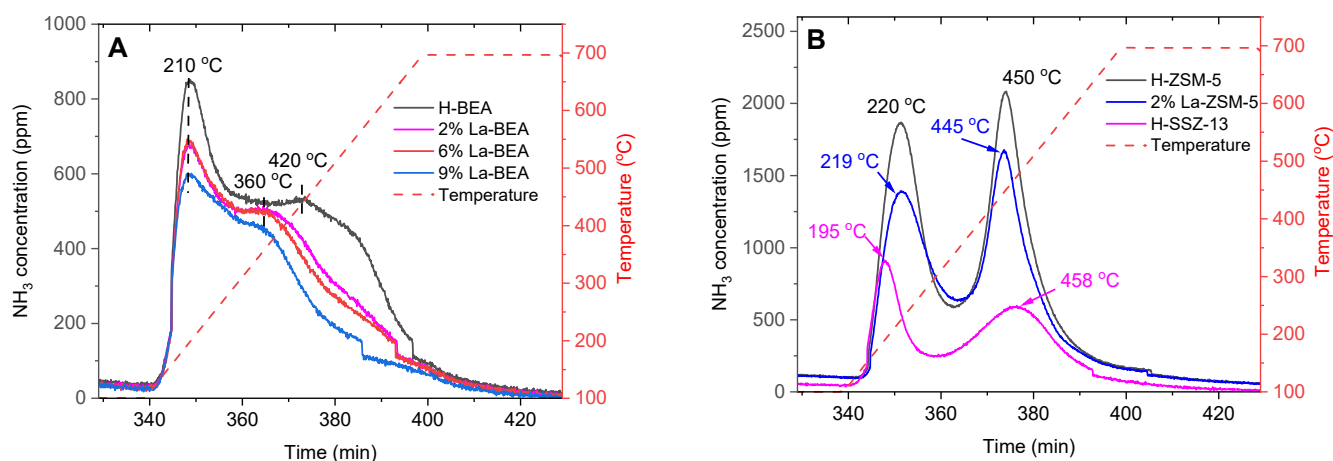 A
210 °C
360 °C
420 °C
H-BEA
2% La-BEA
6% La-BEA
9% La-BEA
Temperature
NH3 concentration (ppm)
1000
800
600
400
200
0
340
360
380
400
420
Time (min)
700
600
500
400
300
200
100
Temperature (°C)
B
220 °C
450 °C
445 °C
219 °C
195 °C
458 °C
H-ZSM-5
2% La-ZSM-5
H-SSZ-13
Temperature
NH3 concentration (ppm)
2500
2000
1500
1000
500
0
340
360
380
400
420
Time (min)
700
600
500
400
300
200
100
Temperature (°C)